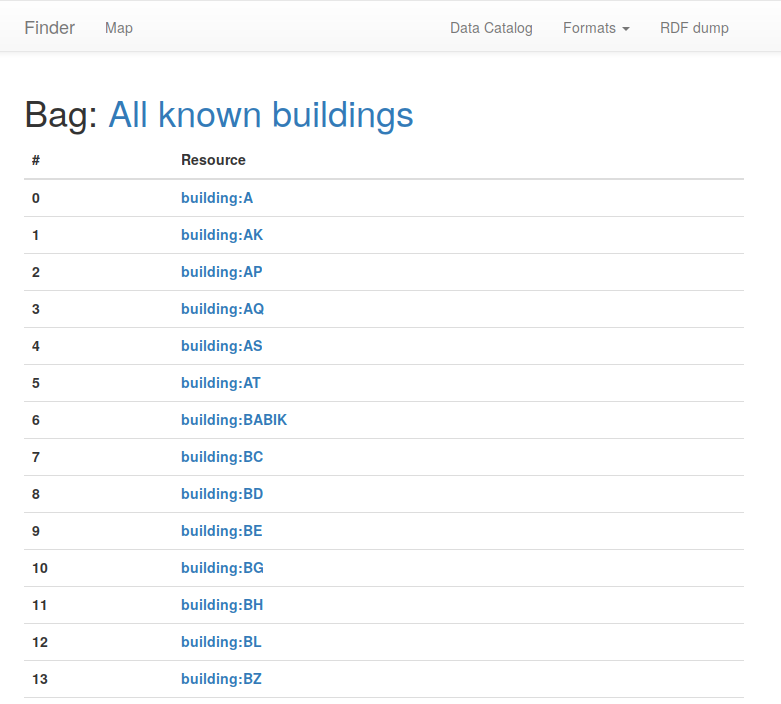 Finder Map Data Catalog Formats RDF dump
Bag: All known buildings
# Resource
0 building:A
1 building:AK
2 building:AP
3 building:AQ
4 building:AS
5 building:AT
6 building:BABIK
7 building:BC
8 building:BD
9 building:BE
10 building:BG
11 building:BH
12 building:BL
13 building:BZ